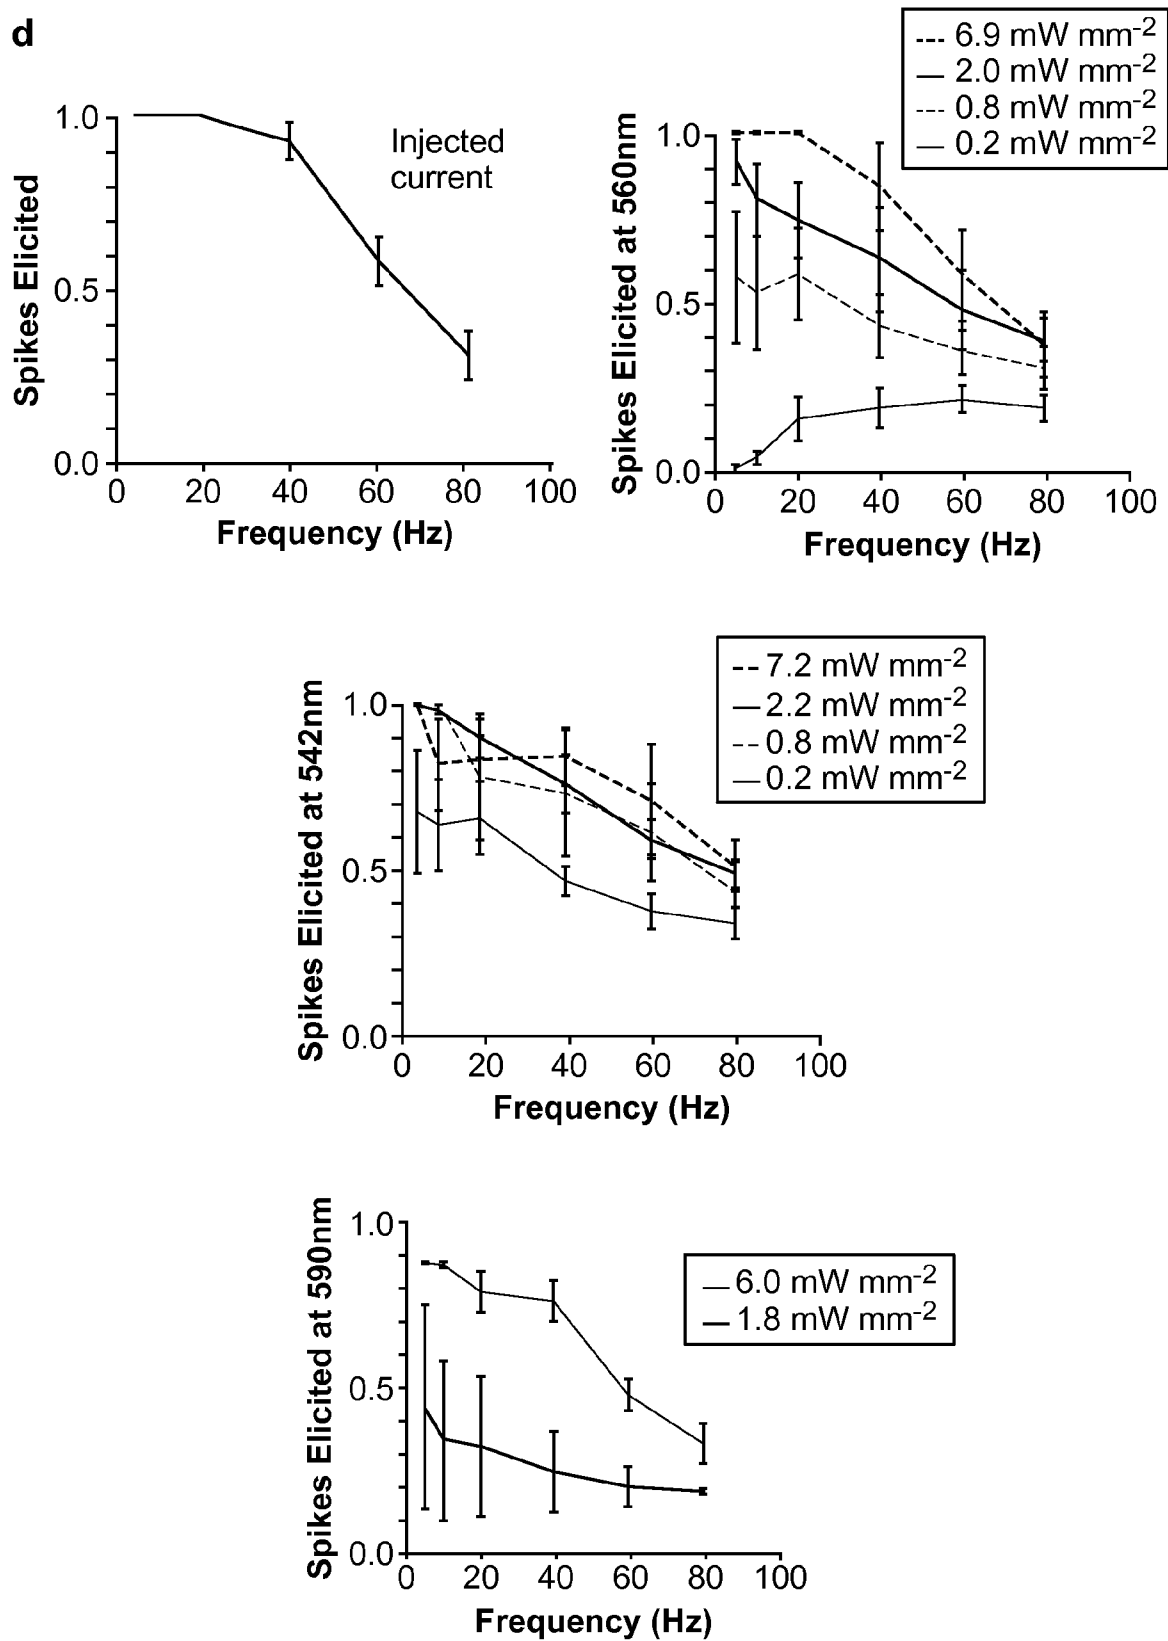 d
6.9 mW mm-2
2.0 mW mm-2
0.8 mW mm-2
0.2 mW mm-2
Spikes Elicited
1.0
0.5
0.0
Injected
current
0 20 40 60 80 100
Frequency (Hz)
Spikes Elicited at 560nm
1.0
0.5
0.0
0 20 40 60 80 100
Frequency (Hz)
7.2 mW mm-2
2.2 mW mm-2
0.8 mW mm-2
0.2 mW mm-2
Spikes Elicited at 542nm
1.0
0.5
0.0
0 20 40 60 80 100
Frequency (Hz)
Spikes Elicited at 590nm
1.0
0.5
0.0
6.0 mW mm-2
1.8 mW mm-2
0 20 40 60 80 100
Frequency (Hz)